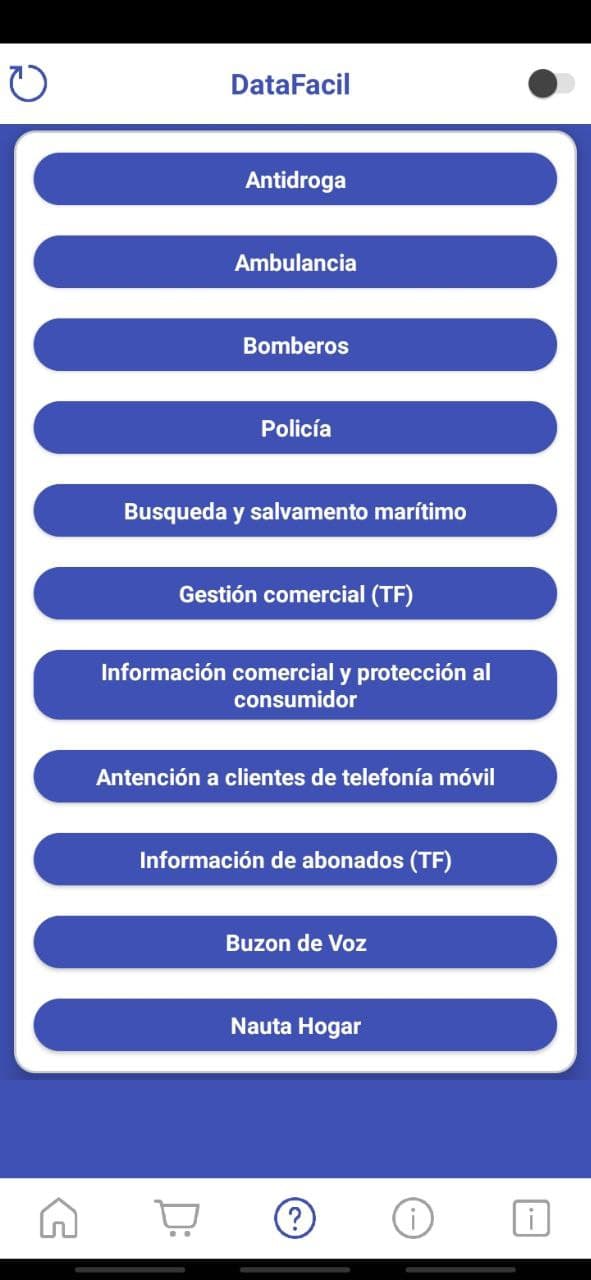 DataFacil
Antidroga
Ambulancia
Bomberos
Policía
Busqueda y salvamento marítimo
Gestión comercial (TF)
Información comercial y protección al
consumidor
Antención a clientes de telefonía móvil
Información de abonados (TF)
Buzon de Voz
Nauta Hogar